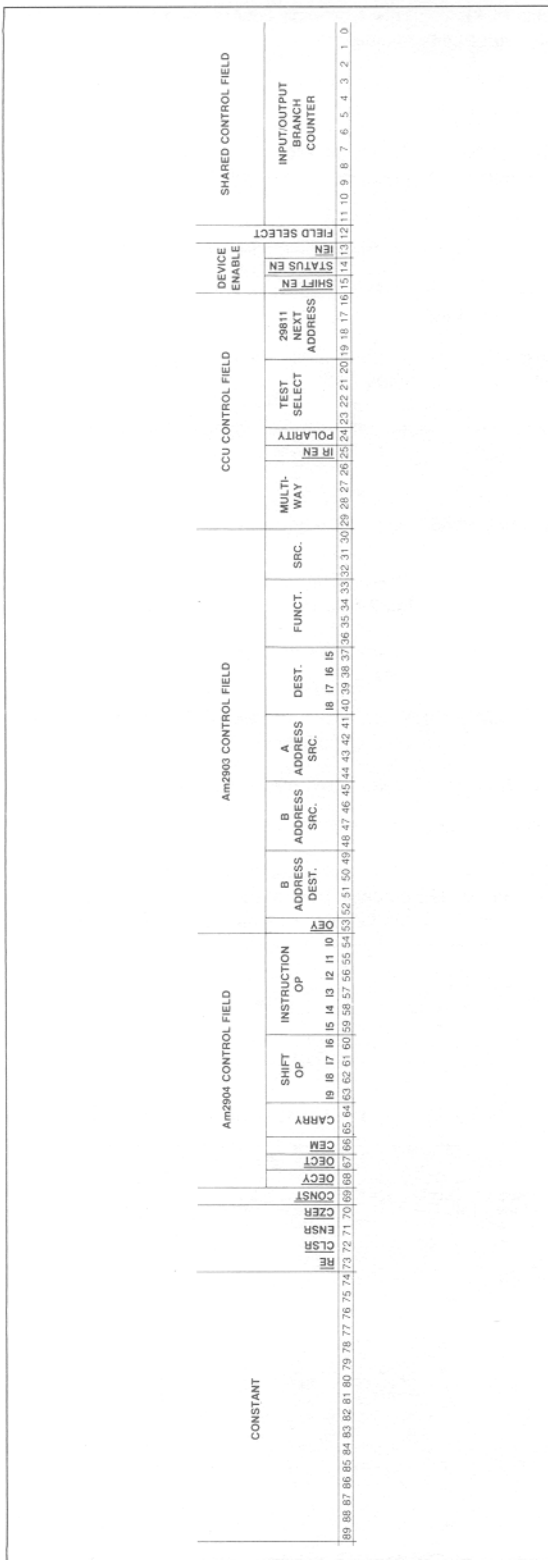 Am2904 CONTROL FIELD
Am2903 CONTROL FIELD
CCU CONTROL FIELD
DEVICE
ENABLE
SHARED CONTROL FIELD
CONSTANT
RE
CLSR
ENSR
CZER
CONST
OECY
OECT
CEM
CARRY
SHIFT
OP
I9 I8 I7 I6
INSTRUCTION
OP
I5 I4 I3 I2 I1 I0
OEY
B
ADDRESS
DEST.
B
ADDRESS
SRC.
A
ADDRESS
SRC.
DEST.
I8 I7 I6 I5
FUNCT.
SRC.
MULTI-
WAY
IR EN
POLARITY
TEST
SELECT
29811
NEXT
ADDRESS
SHIFT EN
STATUS EN
IEN
FIELD SELECT
INPUT/OUTPUT
BRANCH
COUNTER
89 88 87 86 85 84 83 82 81 80 79 78 77 76 75 74 73 72 71 70 69 68 67 66 65 64 63 62 61 60 59 58 57 56 55 54 53 52 51 50 49 48 47 46 45 44 43 42 41 40 39 38 37 36 35 34 33 32 31 30 29 28 27 26 25 24 23 22 21 20 19 18 17 16 15 14 13 12 11 10 9 8 7 6 5 4 3 2 1 0